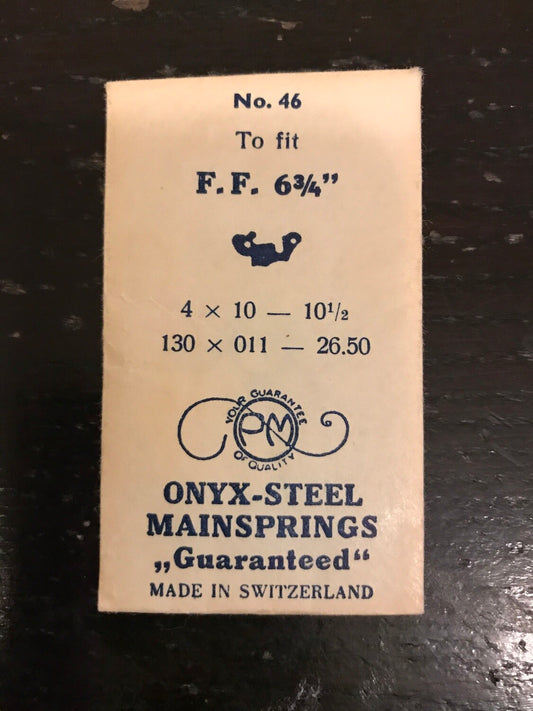 No. 46
To fit
F. F. 6¾”
4 × 10 — 10½
130 × 011 — 26.50
YOUR GUARANTEE
PM
OF QUALITY
ONYX-STEEL
MAINSPRINGS
„Guaranteed“
MADE IN SWITZERLAND